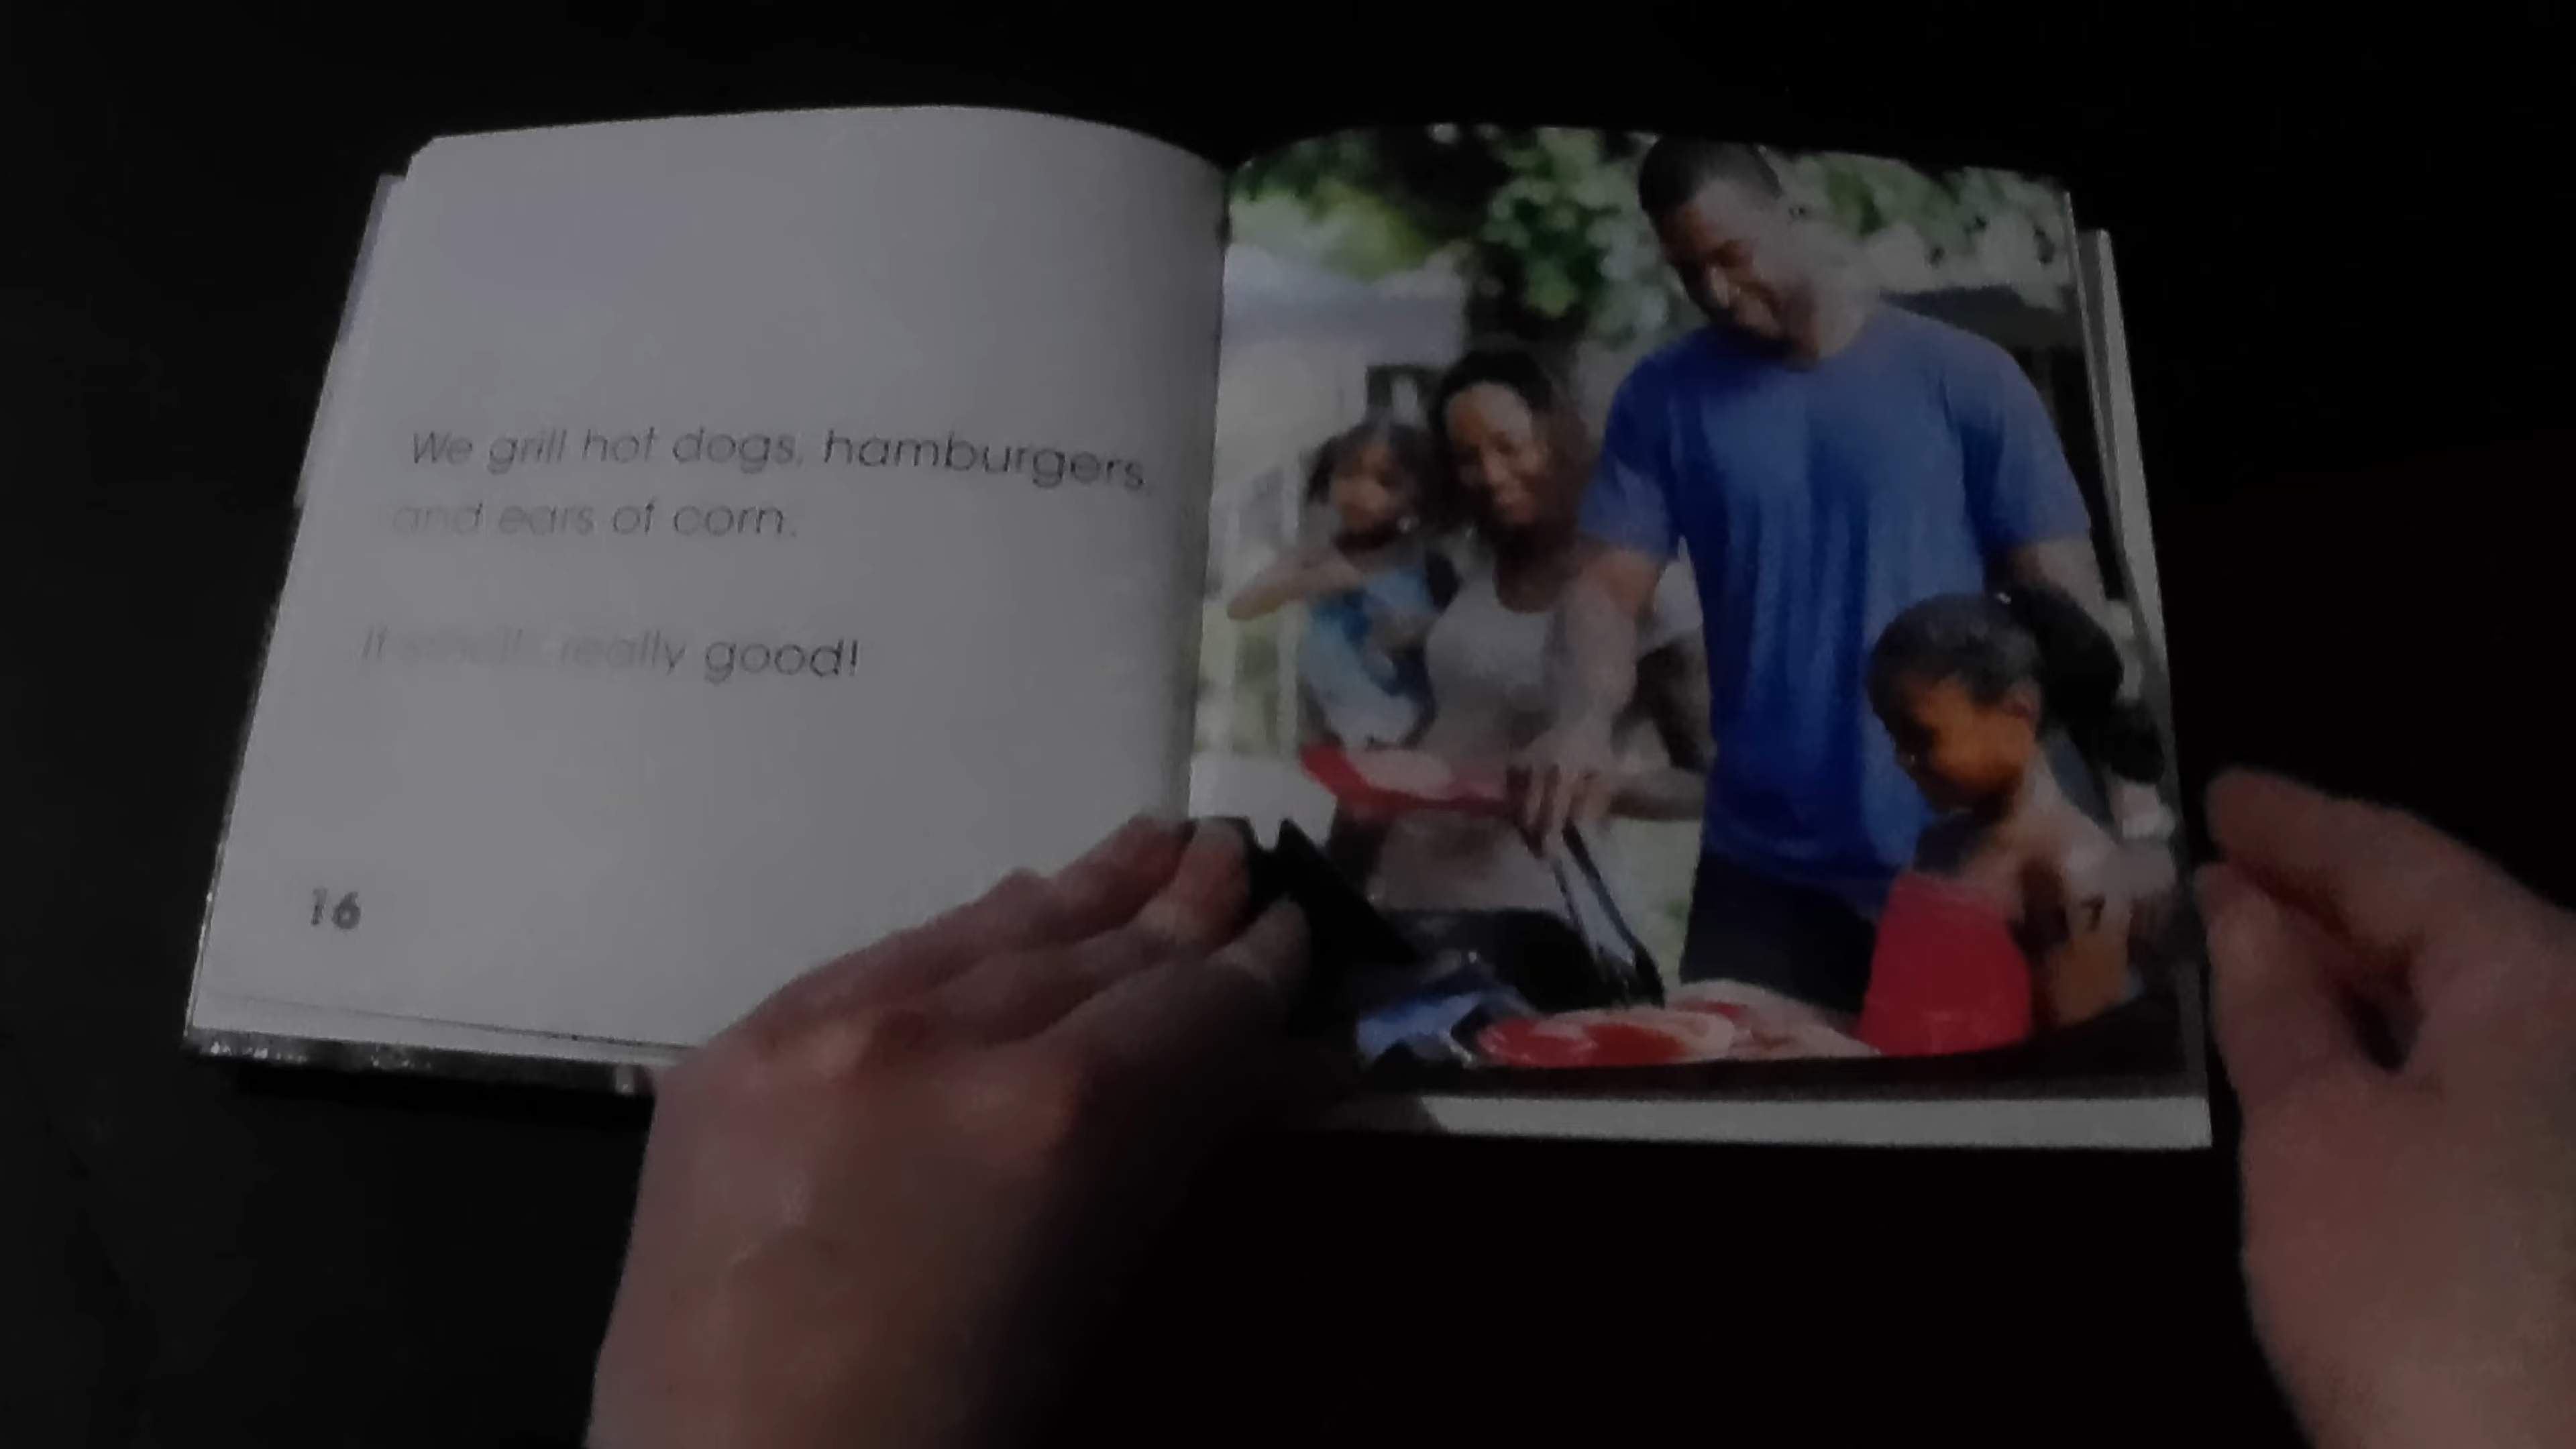 We grill hot dogs, hamburgers,
and ears of corn.
It smells really good!
16